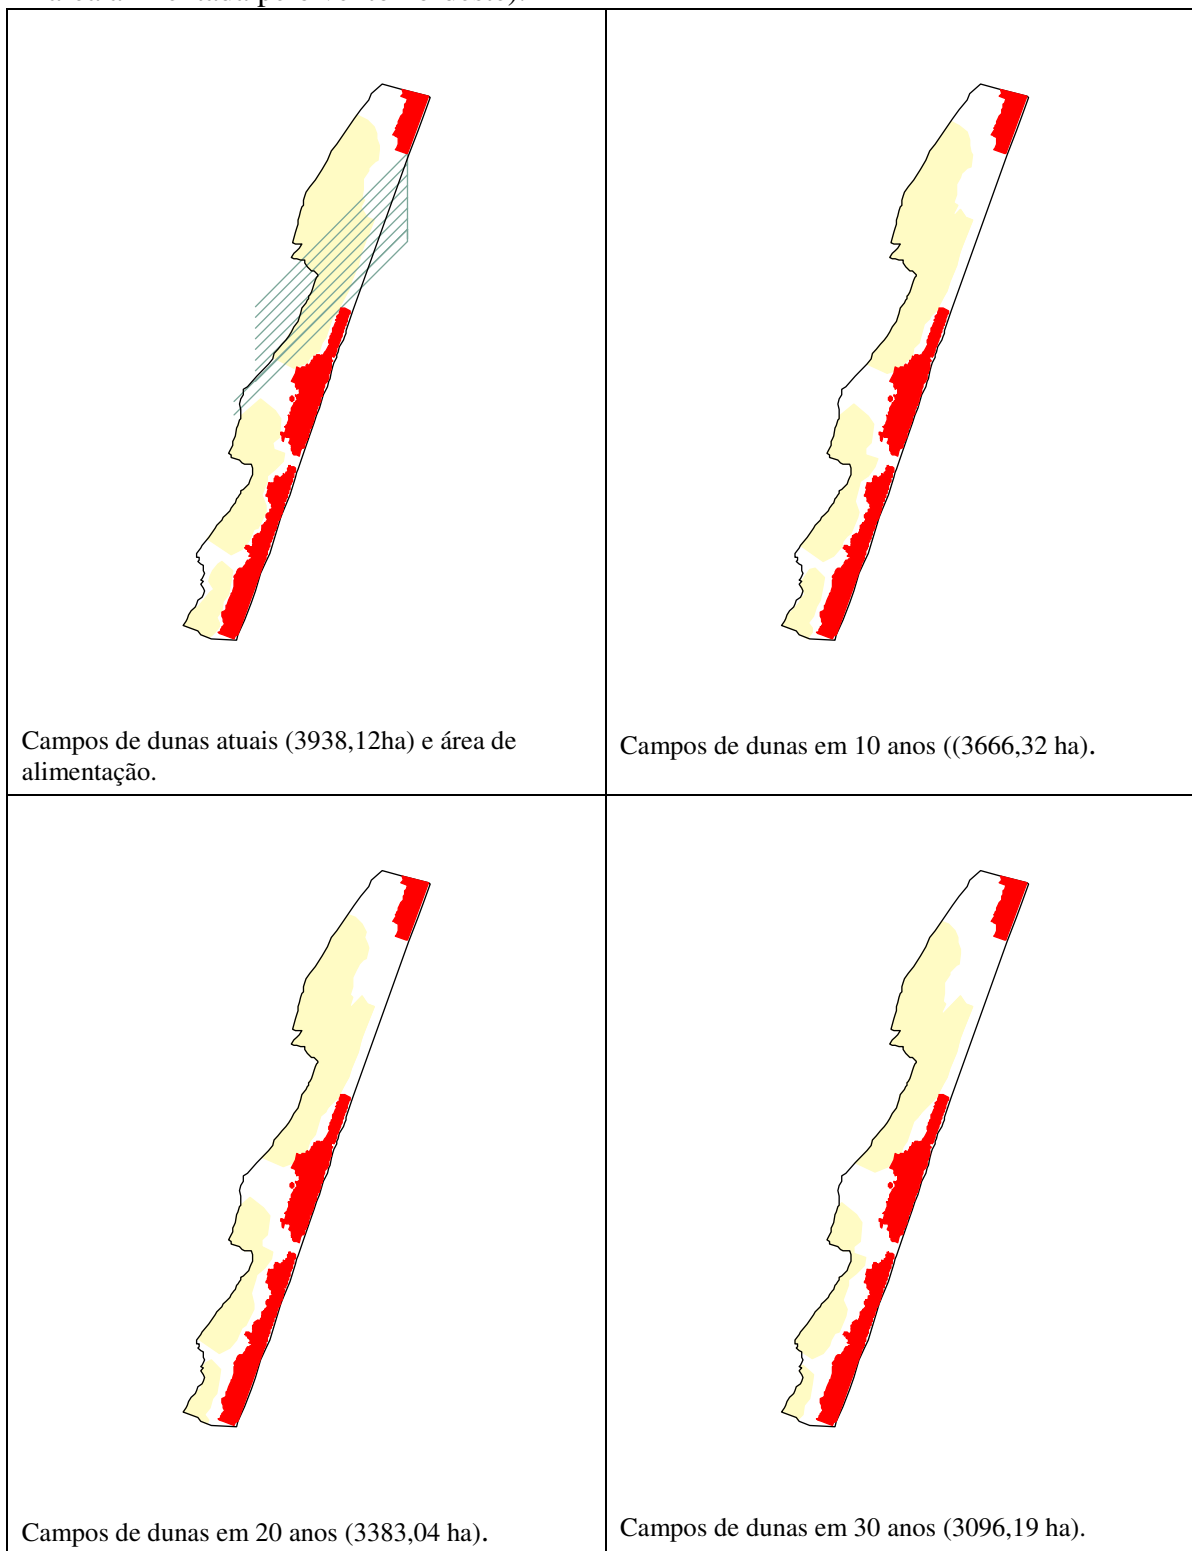 Campos de dunas atuais (3938,12ha) e área de
alimentação.
Campos de dunas em 10 anos ((3666,32 ha).
Campos de dunas em 20 anos (3383,04 ha).
Campos de dunas em 30 anos (3096,19 ha).